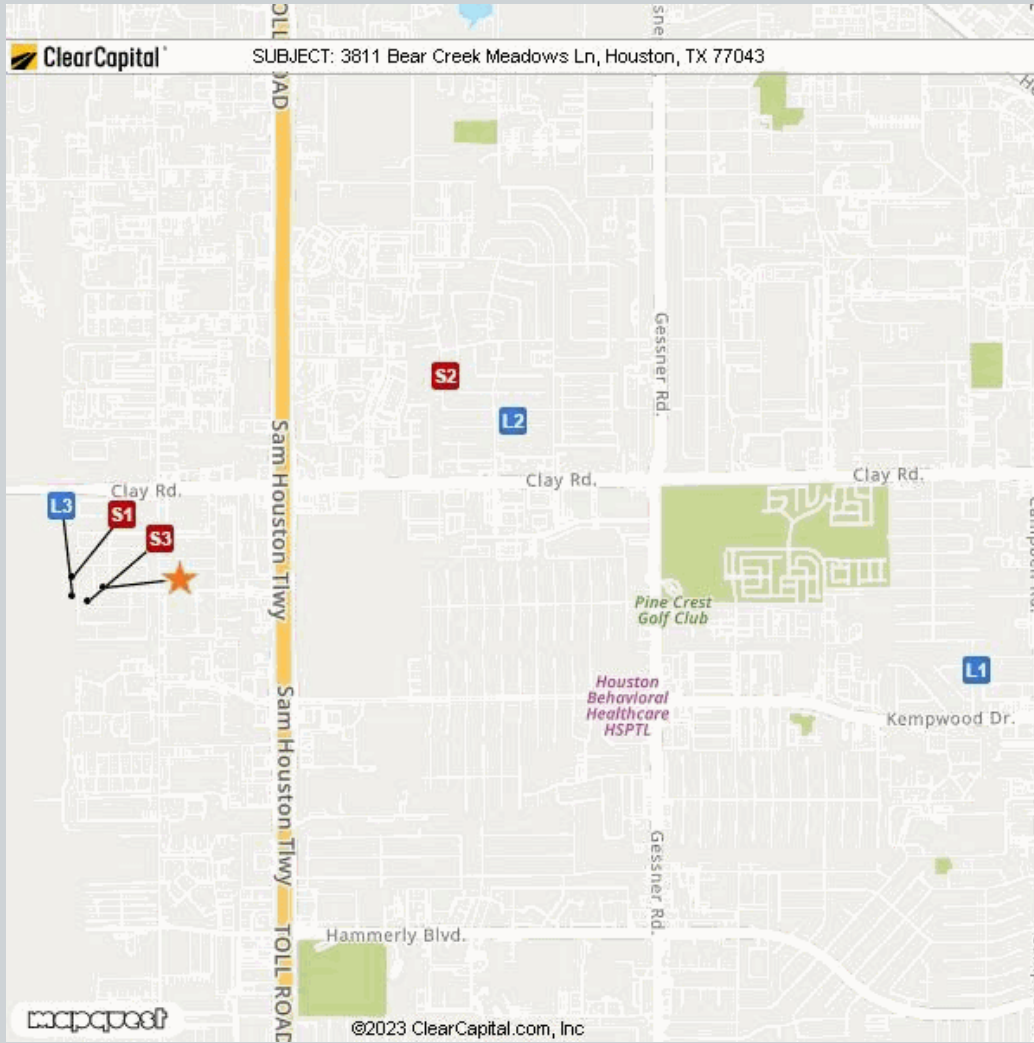 ClearCapital
SUBJECT: 3811 Bear Creek Meadows Ln, Houston, TX 77043
Gessner Rd.
S2
L2
Sam Houston Tlwy
Clay Rd.
Clay Rd.
Clay Rd.
L3
S1
S3
Pine Crest
Golf Club
L1
Houston
Behavioral
Healthcare
HSPTL
Kempwood Dr.
Sam Houston Tlwy
Gessner Rd.
Hammerly Blvd.
TOLL ROAD
mapquest
©2023 ClearCapital.com, Inc